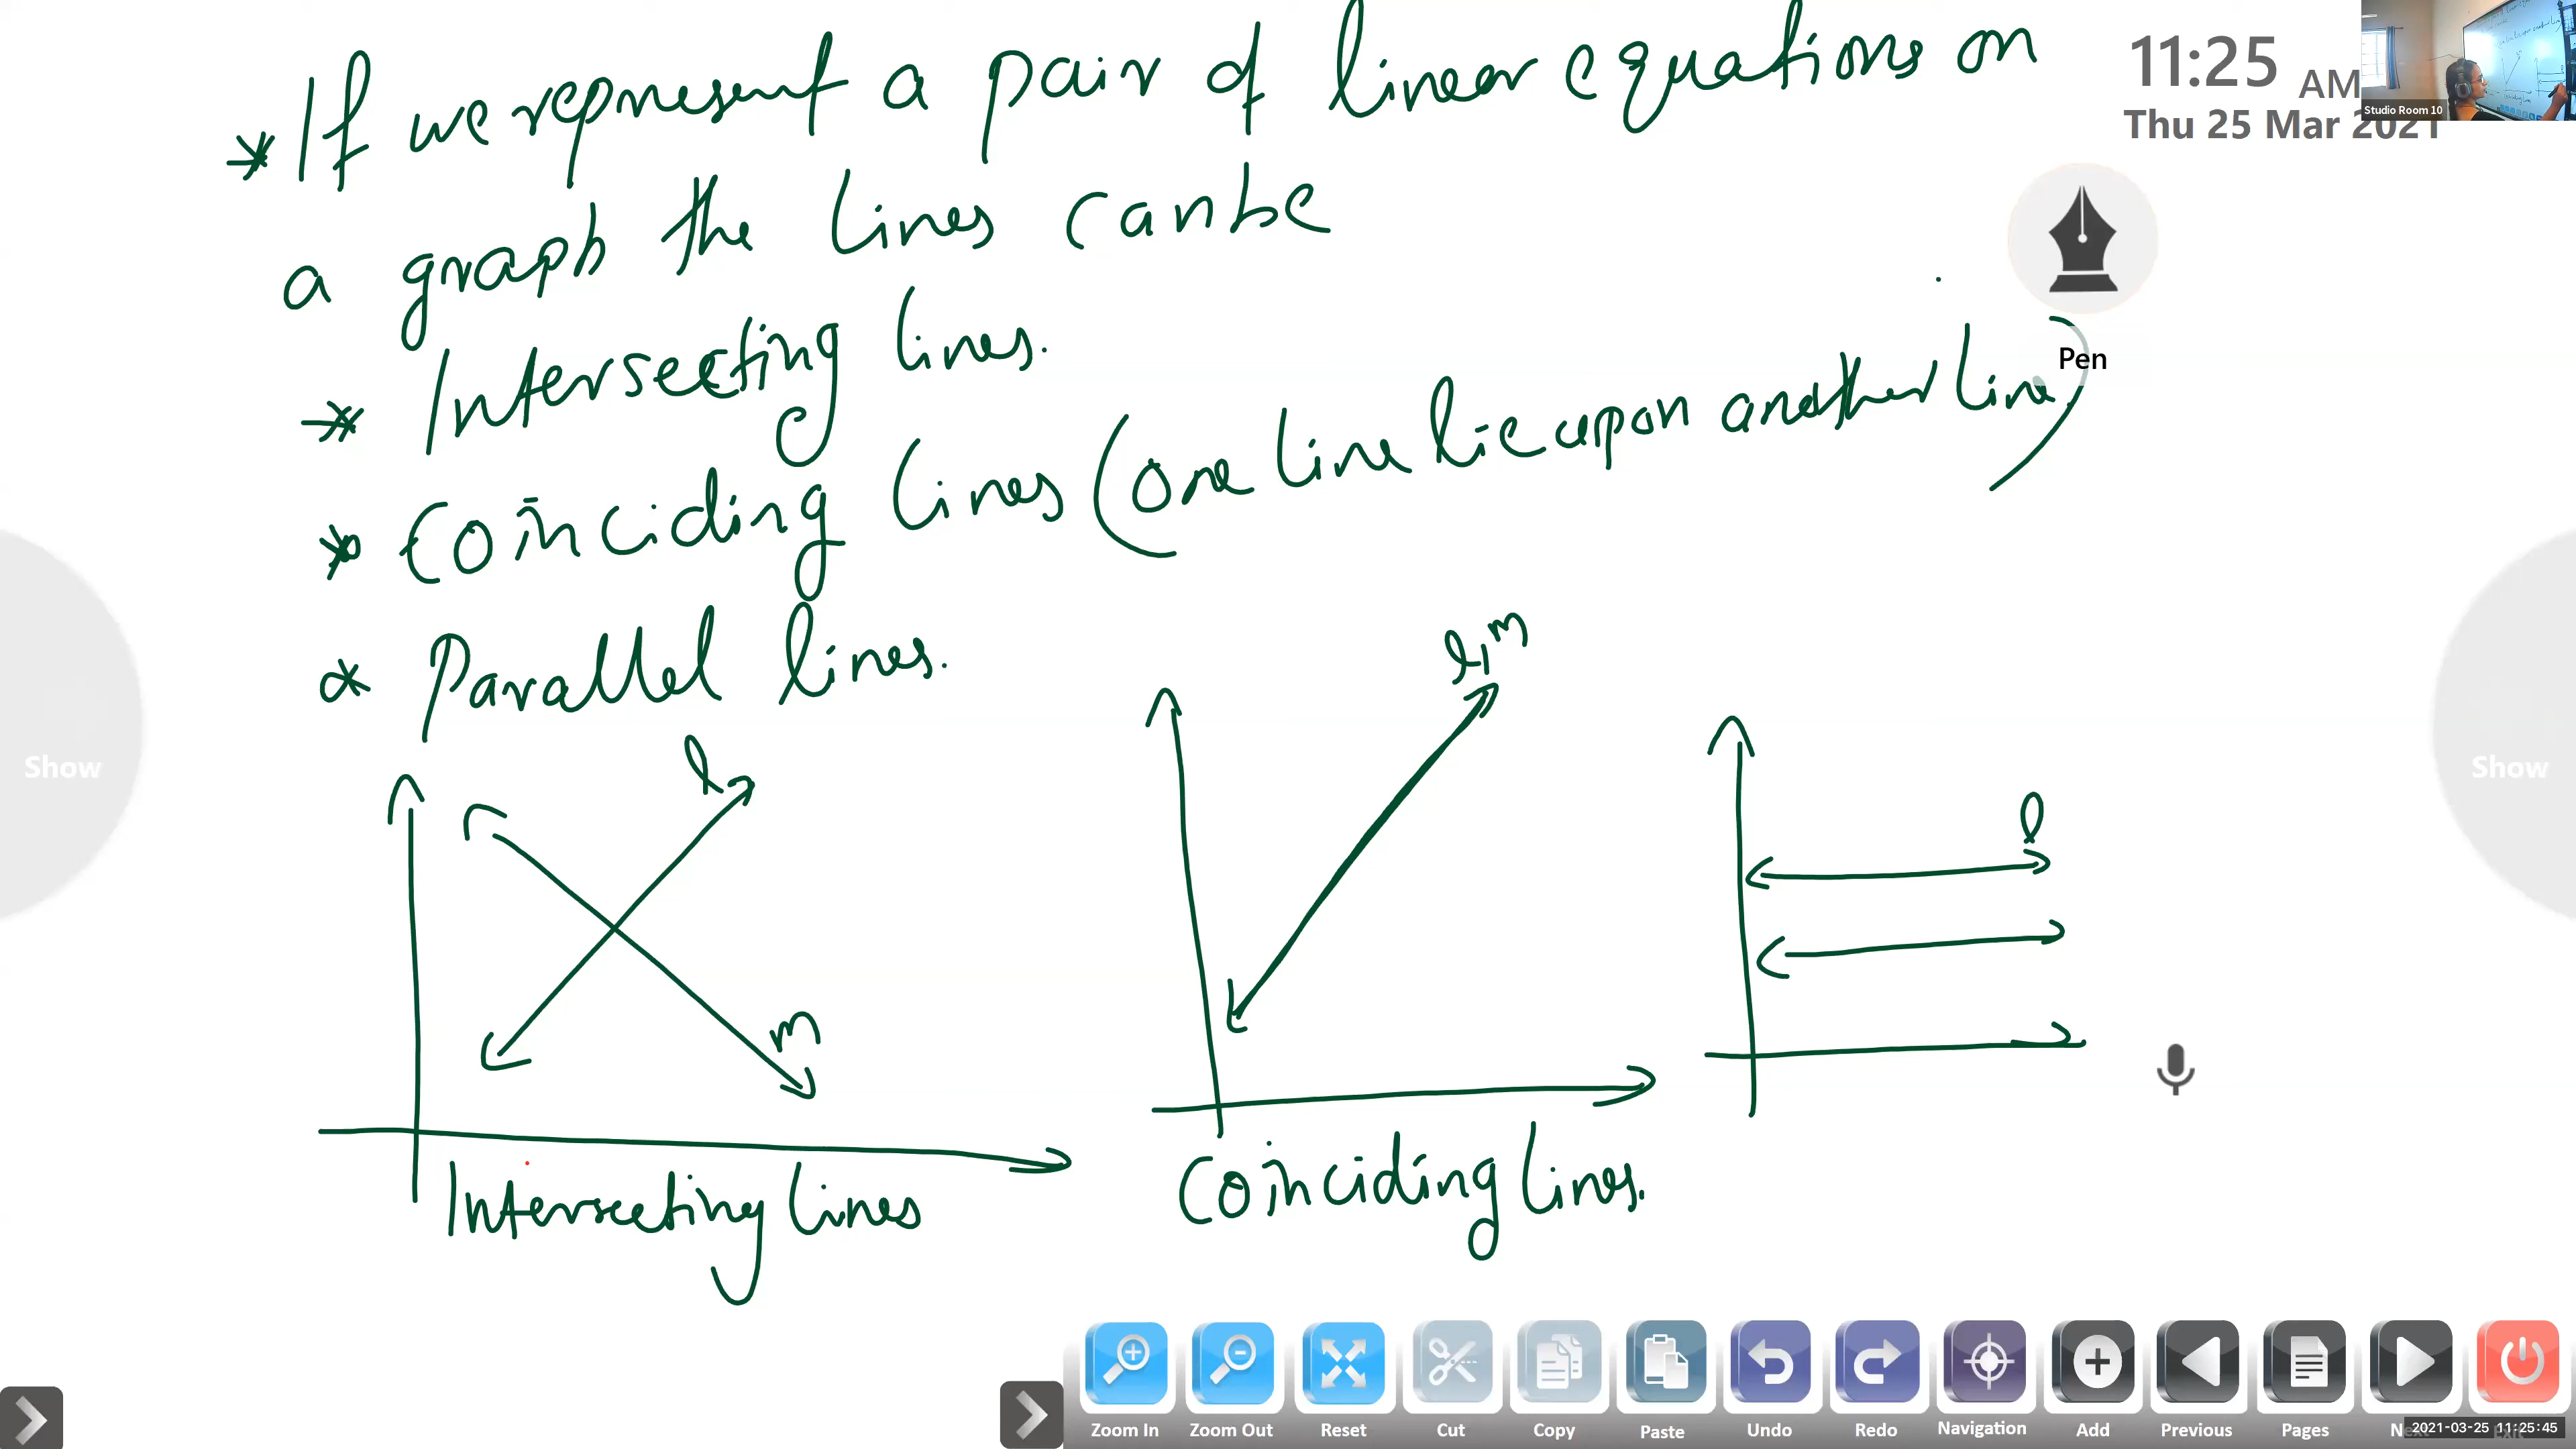 11:25 AM
Studio Room 10
Thu 25 Mar 2021
* If we represent a pair of linear equations on
a graph the lines can be
* Intersecting lines.
* Coinciding lines (one line lie upon another line)
* Parallel lines.
Pen
Show
Show
l
m
l, m
l
Intersecting lines
Coinciding lines.
Zoom In
Zoom Out
Reset
Cut
Copy
Paste
Undo
Redo
Navigation
Add
Previous
Pages
2021-03-25 11:25:45